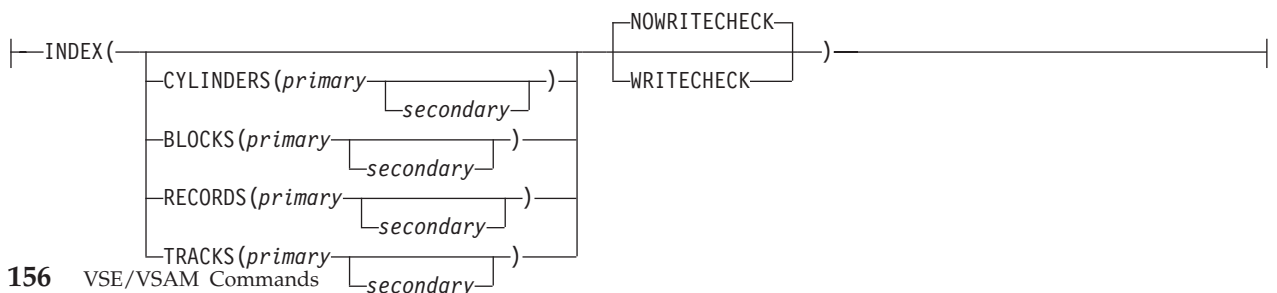 NOWRITECHECK
INDEX( )
CYLINDERS(primary ) WRITECHECK
secondary
BLOCKS(primary )
secondary
RECORDS(primary )
secondary
TRACKS(primary )
156 VSE/VSAM Commands secondary